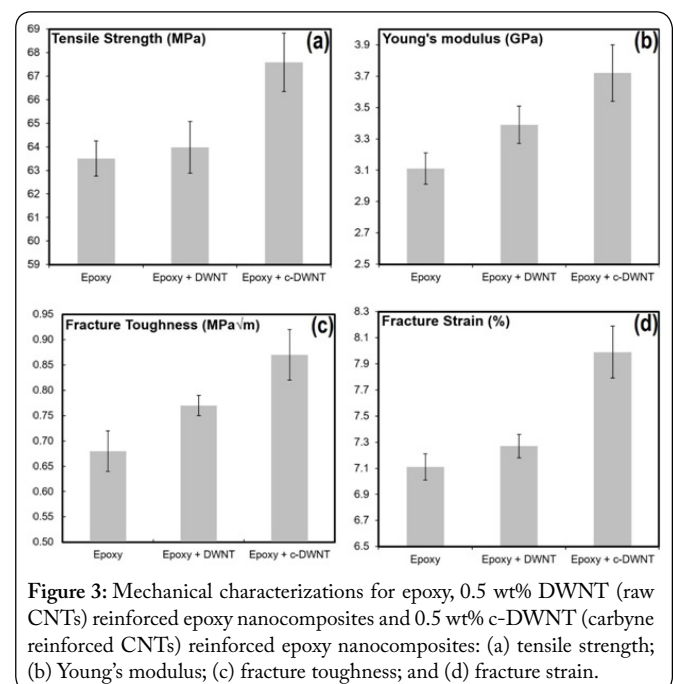 Tensile Strength (MPa)
(a)
69
68
67
66
65
64
63
62
61
60
59
Epoxy
Epoxy + DWNT
Epoxy + c-DWNT
Young's modulus (GPa)
(b)
3.9
3.7
3.5
3.3
3.1
2.9
2.7
2.5
Epoxy
Epoxy + DWNT
Epoxy + c-DWNT
Fracture Toughness (MPa√m)
(c)
0.95
0.90
0.85
0.80
0.75
0.70
0.65
0.60
0.55
0.50
Epoxy
Epoxy + DWNT
Epoxy + c-DWNT
Fracture Strain (%)
(d)
8.3
8.1
7.9
7.7
7.5
7.3
7.1
6.9
6.7
6.5
Epoxy
Epoxy + DWNT
Epoxy + c-DWNT
Figure 3: Mechanical characterizations for epoxy, 0.5 wt% DWNT (raw
CNTs) reinforced epoxy nanocomposites and 0.5 wt% c-DWNT (carbyne
reinforced CNTs) reinforced epoxy nanocomposites: (a) tensile strength;
(b) Young’s modulus; (c) fracture toughness; and (d) fracture strain.